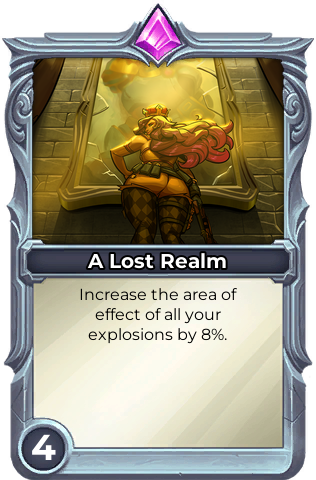 A Lost Realm
Increase the area of
effect of all your
explosions by 8%.
4